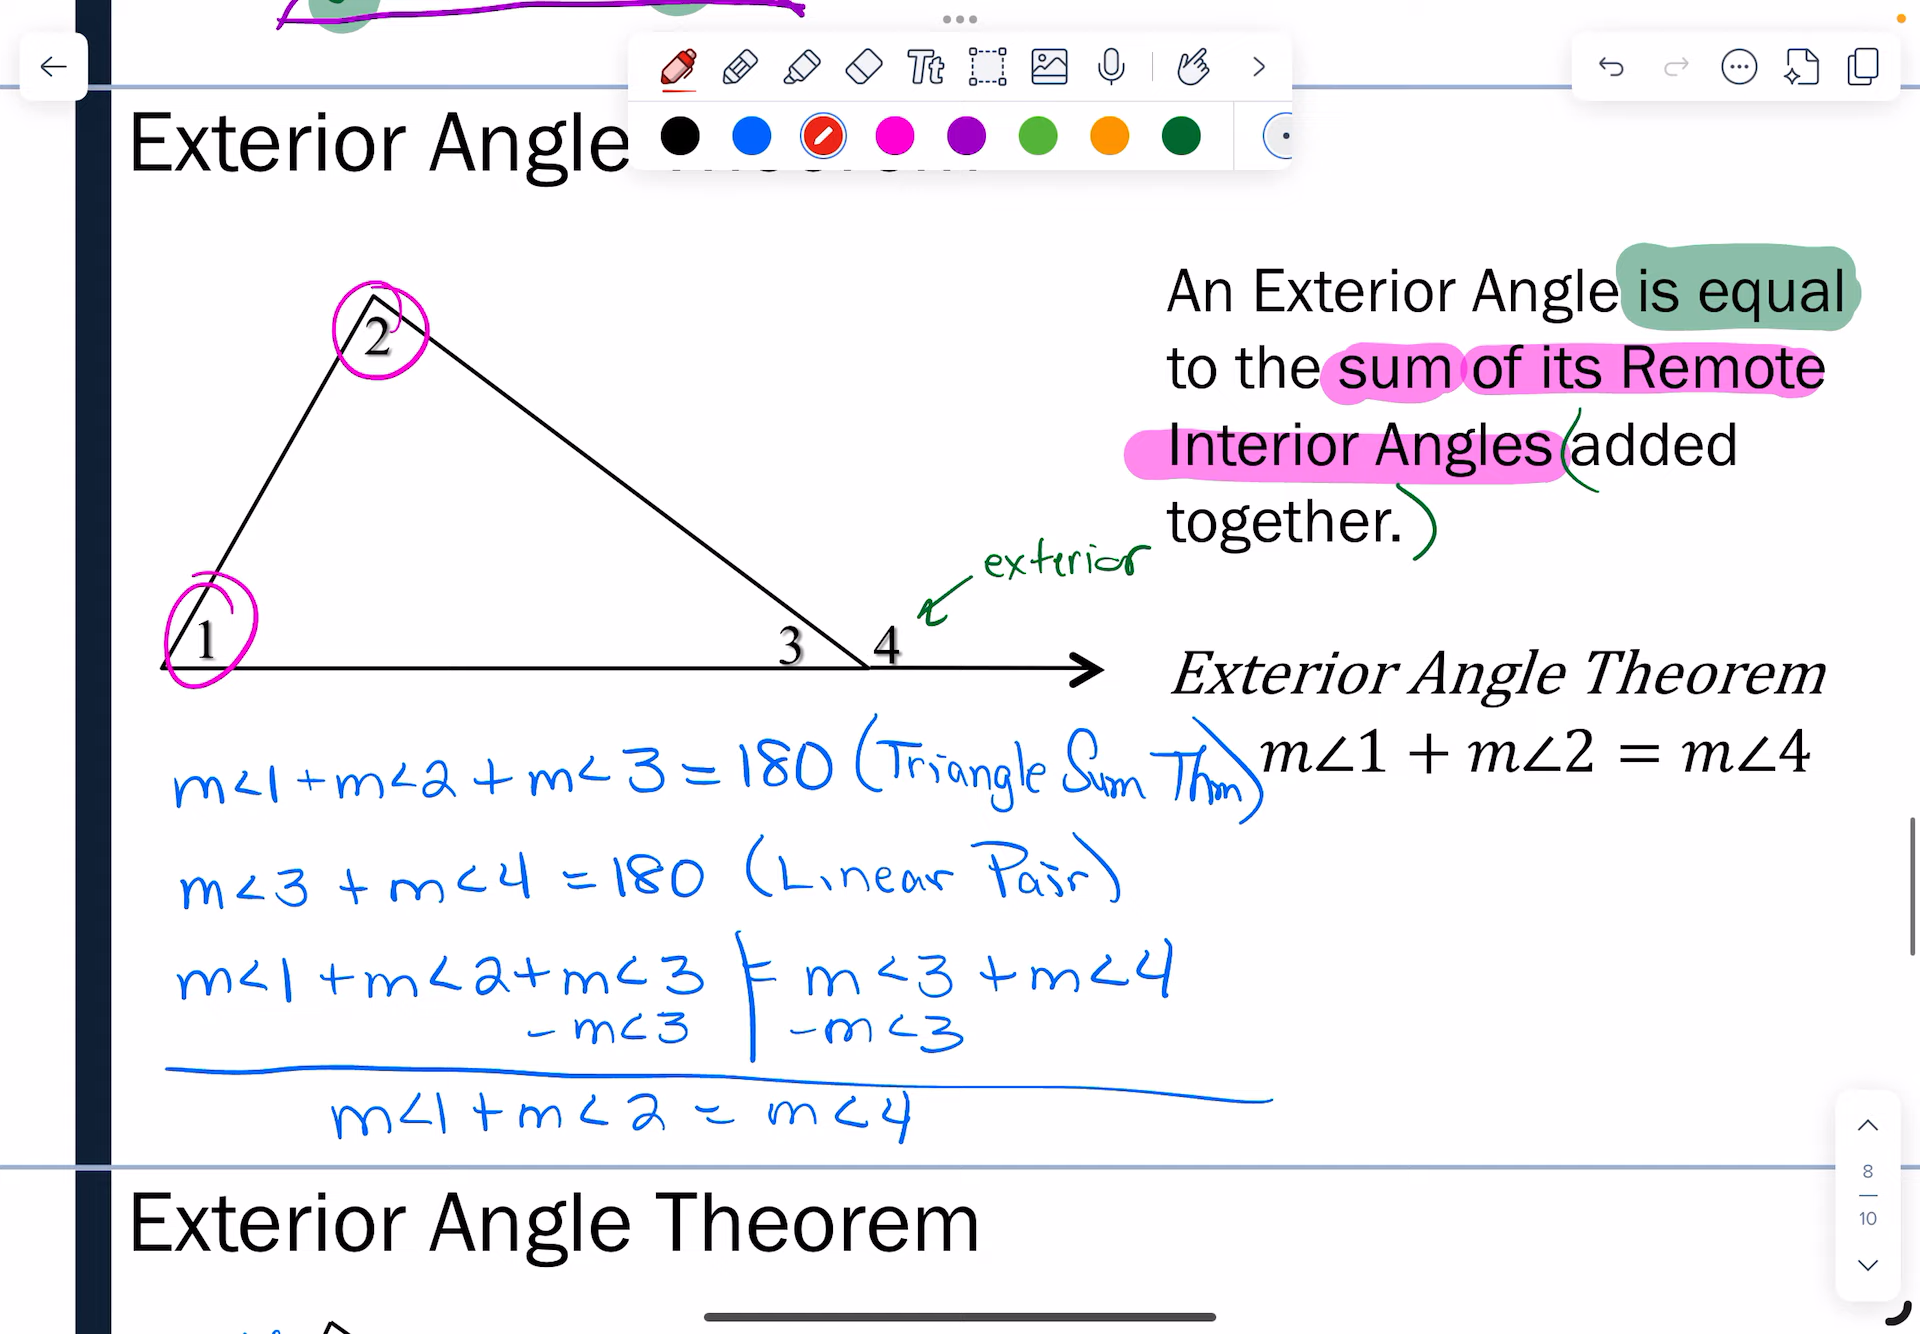 Tt
Exterior Angle
2
1
3
4
exterior
An Exterior Angle is equal
to the sum of its Remote
Interior Angles (added
together.)
Exterior Angle Theorem
m∠1 + m∠2 = m∠4
m<1 + m<2 + m<3 = 180 (Triangle Sum Thm)
m<3 + m<4 = 180 (Linear Pair)
m<1 + m<2 + m<3 = m<3 + m<4
- m<3 - m<3
m<1 + m<2 = m<4
8
10
Exterior Angle Theorem